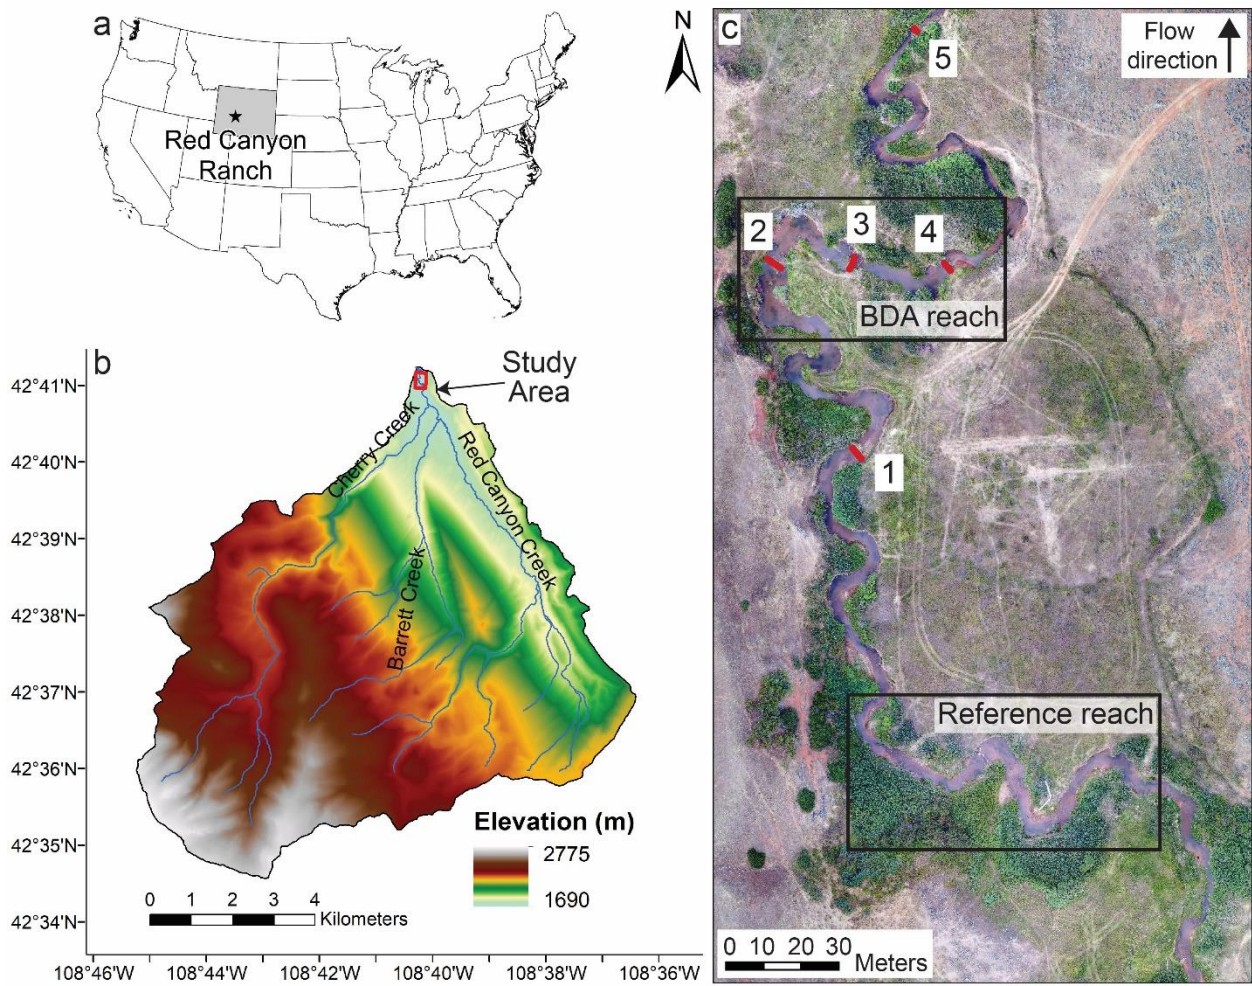 a
Red Canyon
Ranch
b
Study
Area
42°41'N
42°40'N
42°39'N
42°38'N
42°37'N
42°36'N
42°35'N
42°34'N
Cherry Creek
Red Canyon Creek
Barrett Creek
Elevation (m)
2775
1690
0 1 2 3 4
Kilometers
108°46'W 108°44'W 108°42'W 108°40'W 108°38'W 108°36'W
N
c
Flow
direction
5
2
3
4
BDA reach
1
Reference reach
0 10 20 30
Meters